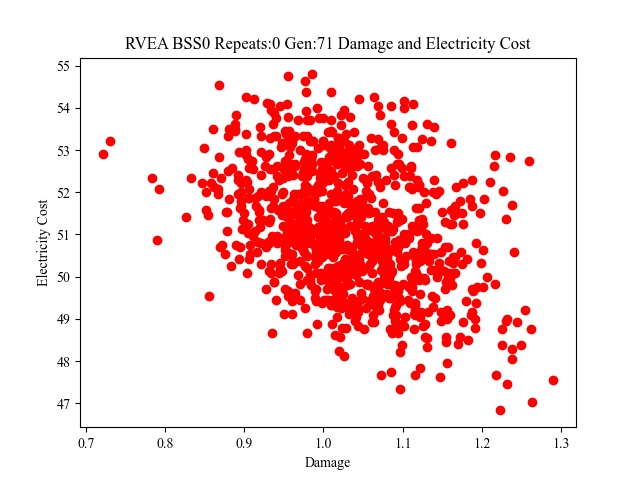 RVEA BSS0 Repeats:0 Gen:71 Damage and Electricity Cost
55
54
53
52
51
50
49
48
47
Electricity Cost
0.7 0.8 0.9 1.0 1.1 1.2 1.3
Damage